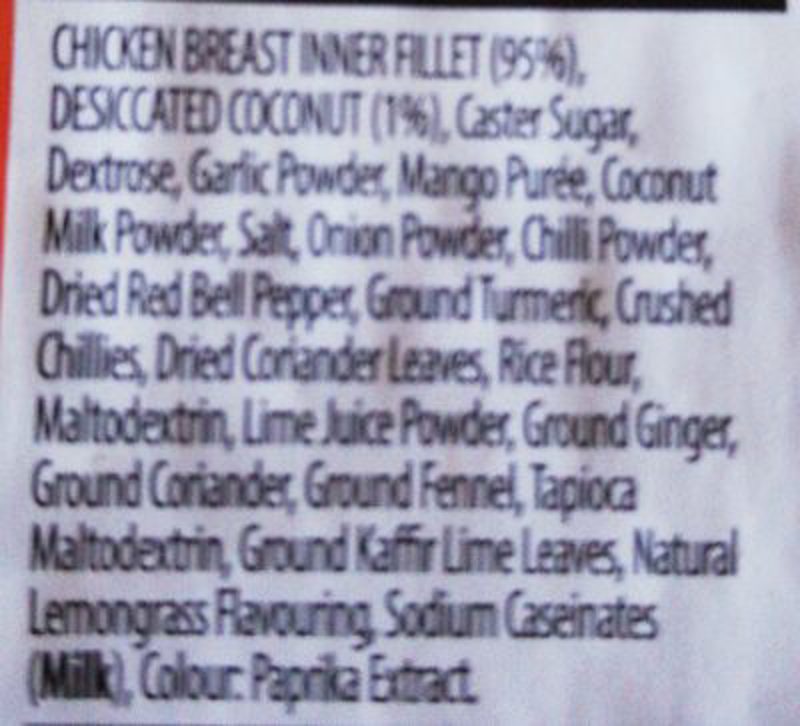 CHICKEN BREAST INNER FILLET (95%),
DESICCATED COCONUT (1%), Caster Sugar,
Dextrose, Garlic Powder, Mango Purée, Coconut
Milk Powder, Salt, Onion Powder, Chilli Powder,
Dried Red Bell Pepper, Ground Turmeric, Crushed
Chillies, Dried Coriander Leaves, Rice Flour,
Maltodextrin, Lime Juice Powder, Ground Ginger,
Ground Coriander, Ground Fennel, Tapioca
Maltodextrin, Ground Kaffir Lime Leaves, Natural
Lemongrass Flavouring, Sodium Caseinates
(Milk), Colour: Paprika Extract.